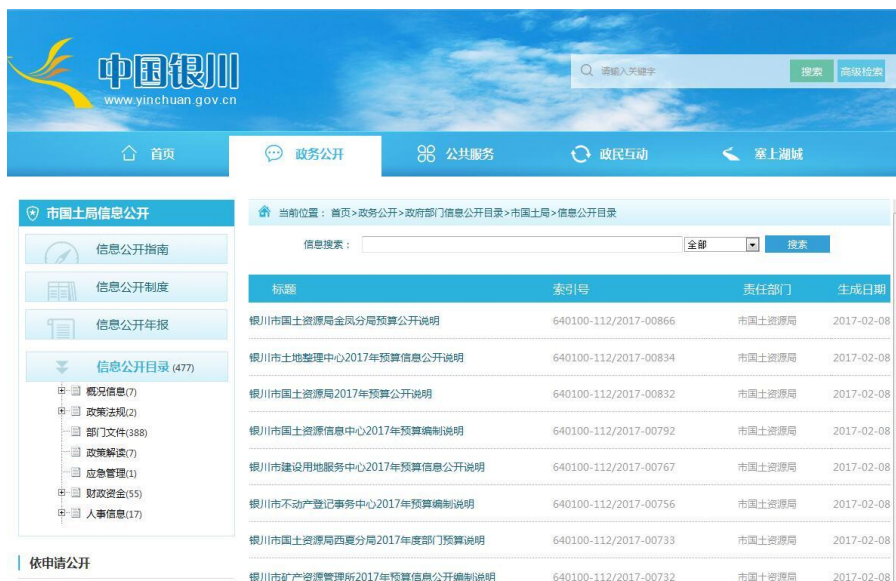 中国银川
www.yinchuan.gov.cn
请输入关键字
搜索
高级检索
首页
政务公开
公共服务
政民互动
塞上湖城
市国土局信息公开
信息公开指南
信息公开制度
信息公开年报
信息公开目录 (477)
概况信息(7)
政策法规(2)
部门文件(388)
政策解读(7)
应急管理(1)
财政资金(55)
人事信息(17)
依申请公开
当前位置：首页>政务公开>政府部门信息公开目录>市国土局>信息公开目录
信息搜索： 全部 搜索
标题 索引号 责任部门 生成日期
银川市国土资源局金凤分局预算公开说明 640100-112/2017-00866 市国土资源局 2017-02-08
银川市土地整理中心2017年预算信息公开说明 640100-112/2017-00834 市国土资源局 2017-02-08
银川市国土资源局2017年预算公开说明 640100-112/2017-00832 市国土资源局 2017-02-08
银川市国土资源信息中心2017年预算编制说明 640100-112/2017-00792 市国土资源局 2017-02-08
银川市建设用地服务中心2017年预算信息公开说明 640100-112/2017-00767 市国土资源局 2017-02-08
银川市不动产登记事务中心2017年预算编制说明 640100-112/2017-00756 市国土资源局 2017-02-08
银川市国土资源局西夏分局2017年度部门预算说明 640100-112/2017-00733 市国土资源局 2017-02-08
银川市矿产资源管理所2017年预算信息公开编制说明 640100-112/2017-00732 市国土资源局 2017-02-08